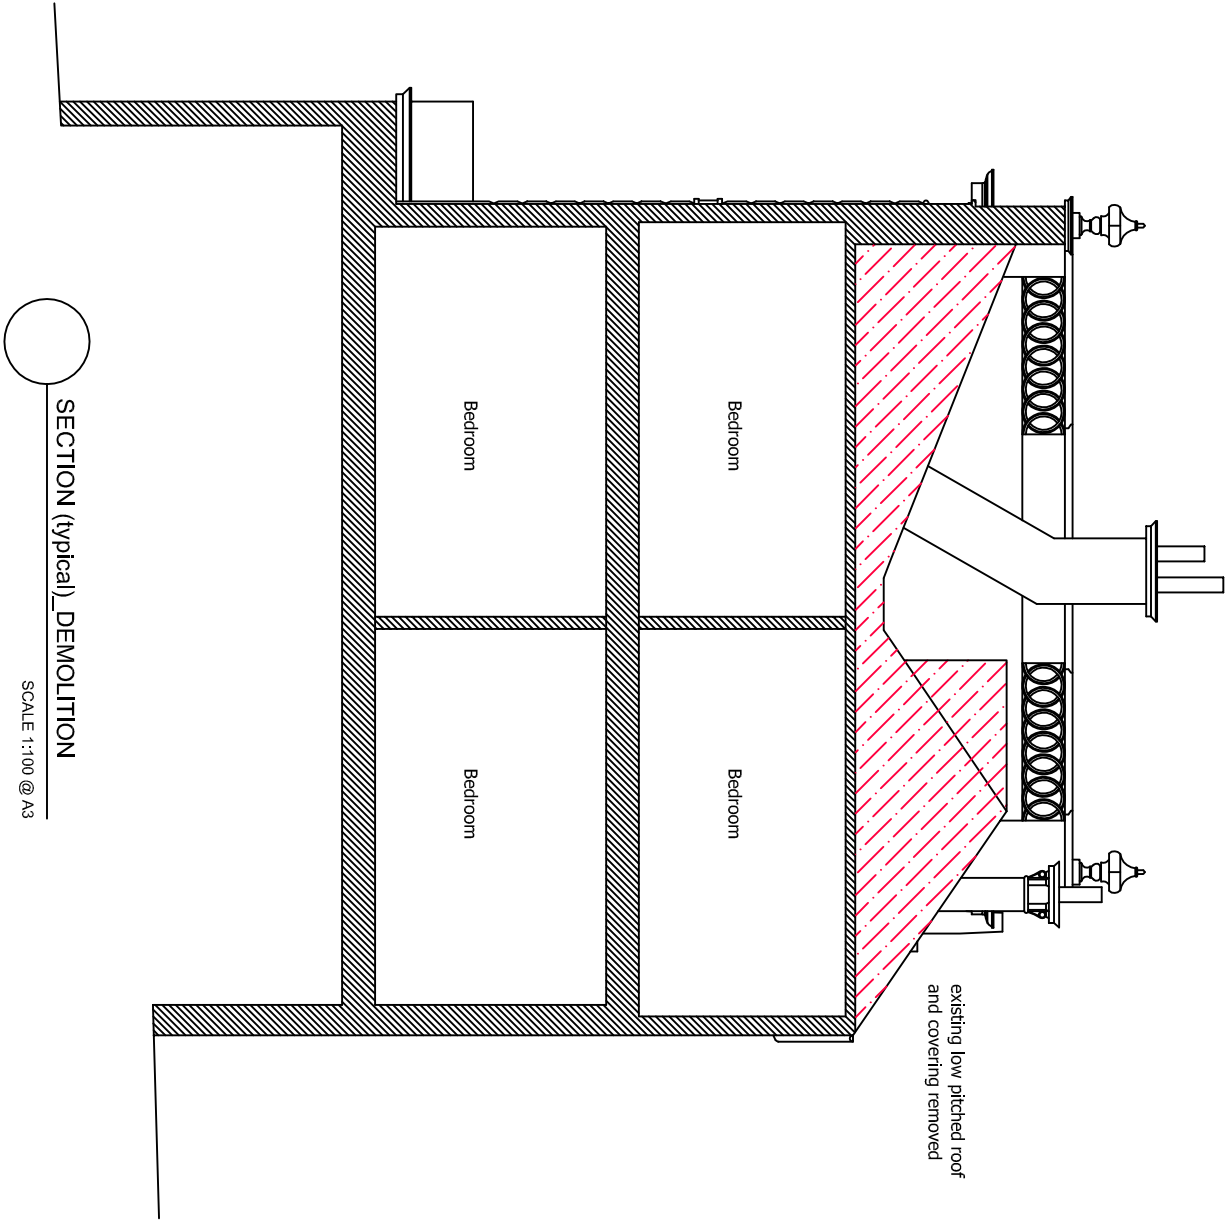 existing low pitched roof
and covering removed
Bedroom
Bedroom
Bedroom
Bedroom
SECTION (typical)_DEMOLITION
SCALE 1:100 @ A3